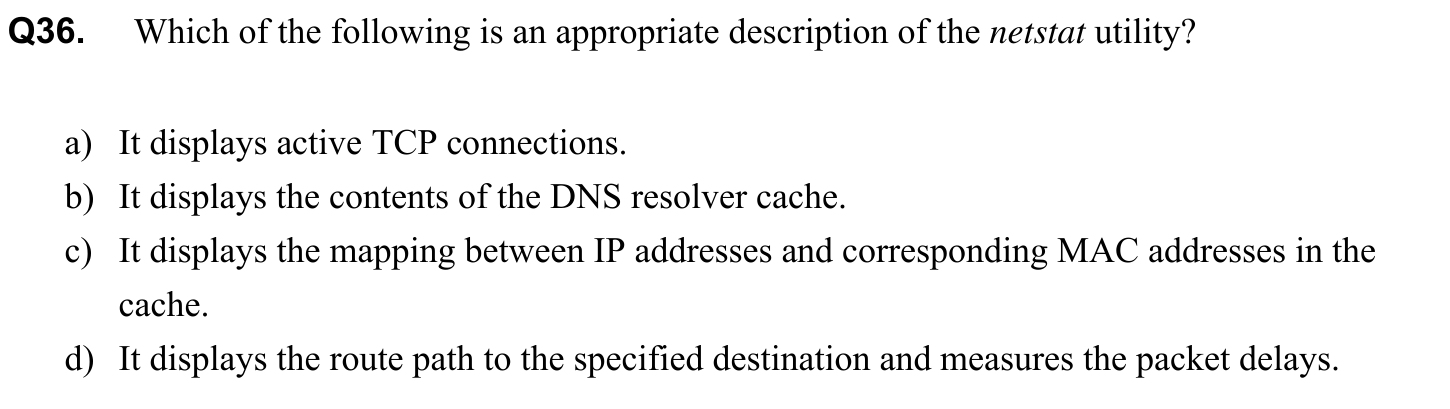 Q36. Which of the following is an appropriate description of the netstat utility?
a) It displays active TCP connections.
b) It displays the contents of the DNS resolver cache.
c) It displays the mapping between IP addresses and corresponding MAC addresses in the
cache.
d) It displays the route path to the specified destination and measures the packet delays.